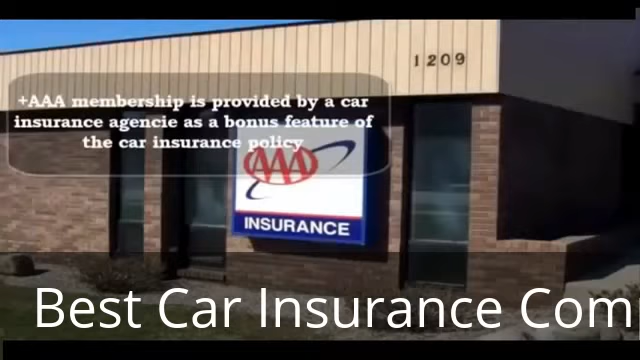 1209
+AAA membership is provided by a car
insurance agencie as a bonus feature of
the car insurance policy
AAA
INSURANCE
Best Car Insurance Com